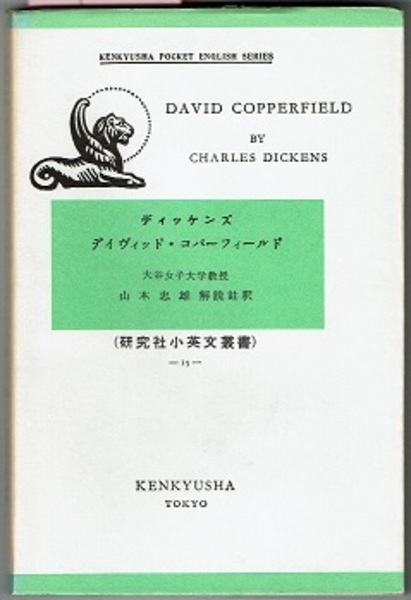 KENKYUSHA POCKET ENGLISH SERIES
DAVID COPPERFIELD
BY
CHARLES DICKENS
ディッケンズ
デイヴィッド・コパーフィールド
大谷女子大学教授
山本忠雄 解説註釈
(研究社小英文叢書)
—15—
KENKYUSHA
TOKYO